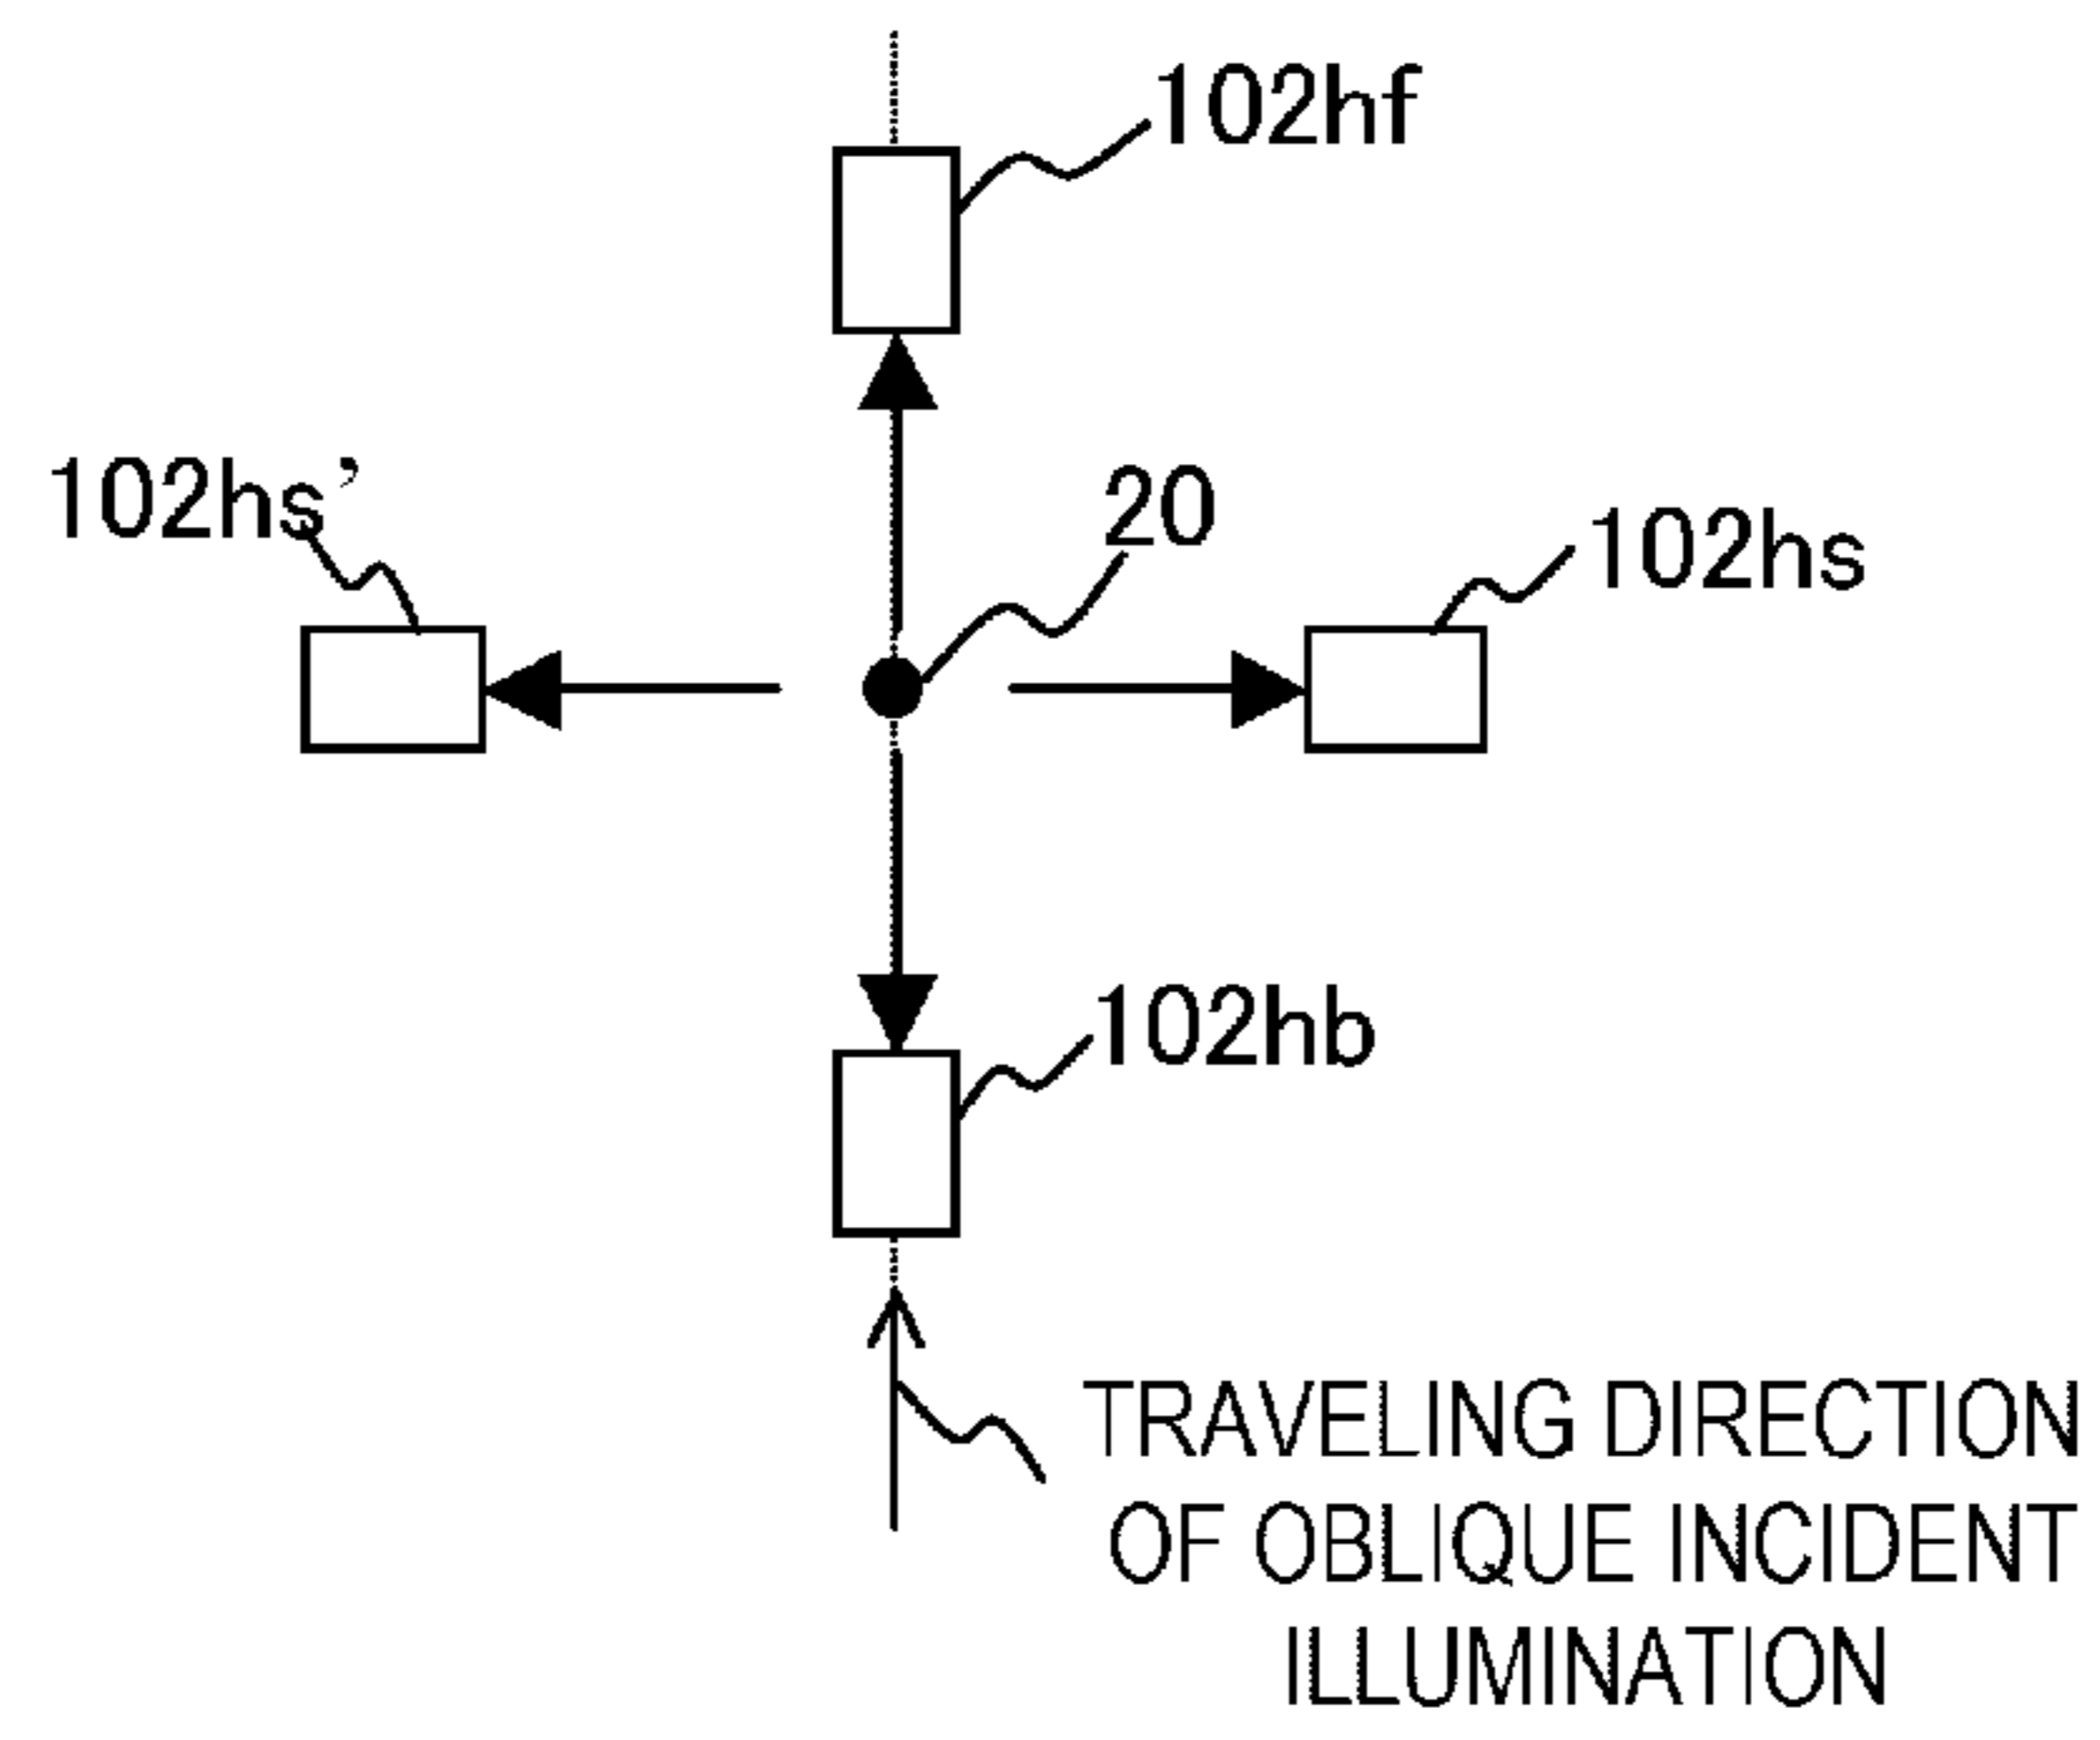 102hf
102hs’
20
102hs
102hb
TRAVELING DIRECTION
OF OBLIQUE INCIDENT
ILLUMINATION